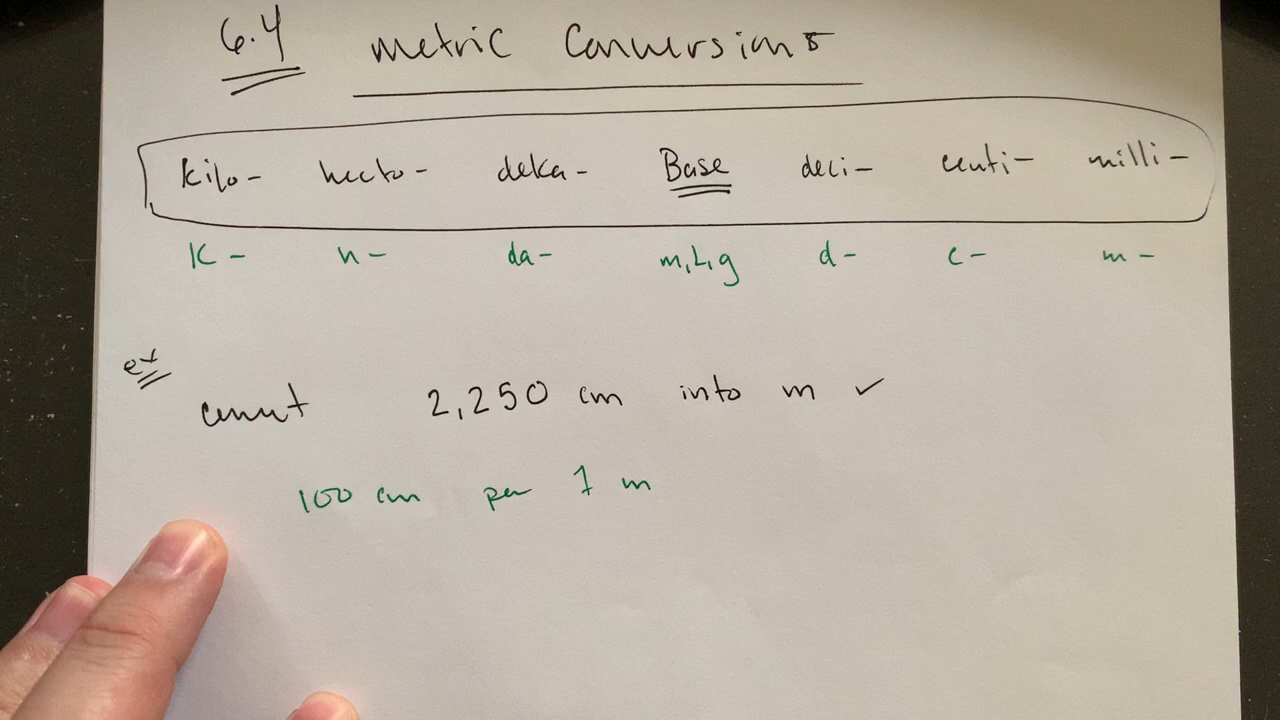 6.4 metric Conversions
kilo- hecto- deka- Base deci- centi- milli-
K- h- da- m,L,g d- c- m-
ex
convert 2,250 cm into m ✓
100 cm per 1 m